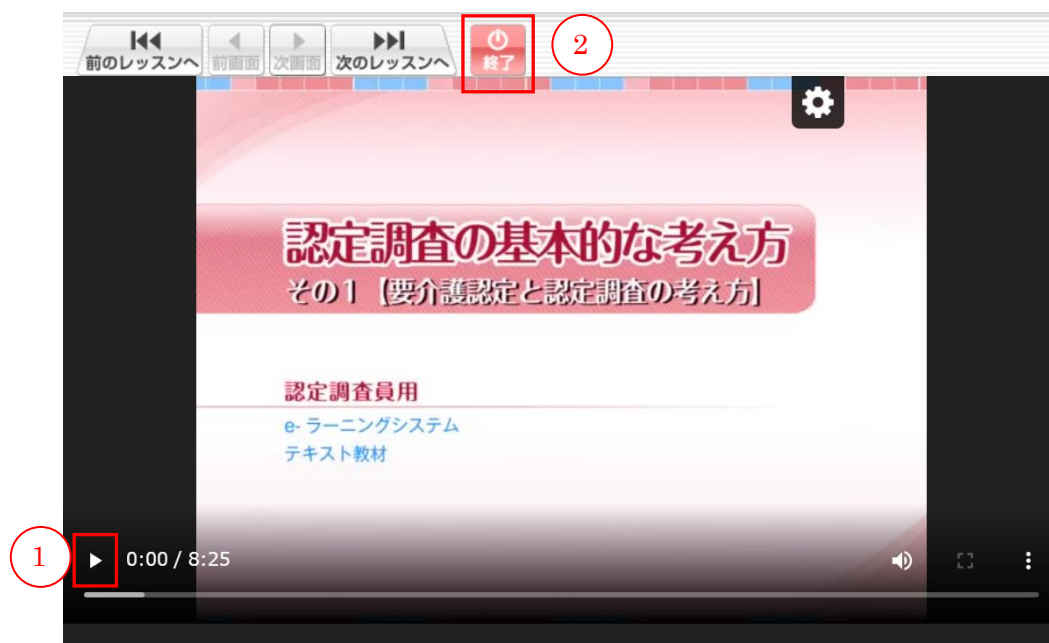 前のレッスンへ 前画面 次画面 次のレッスンへ 終了 2
認定調査の基本的な考え方
その1【要介護認定と認定調査の考え方】
認定調査員用
e-ラーニングシステム
テキスト教材
1 0:00 / 8:25